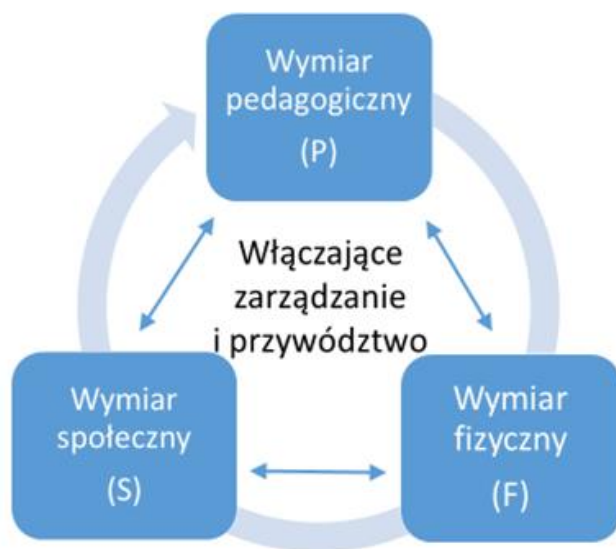 Wymiar
pedagogiczny
(P)
Włączające
zarządzanie
i przywództwo
Wymiar
społeczny
(S)
Wymiar
fizyczny
(F)